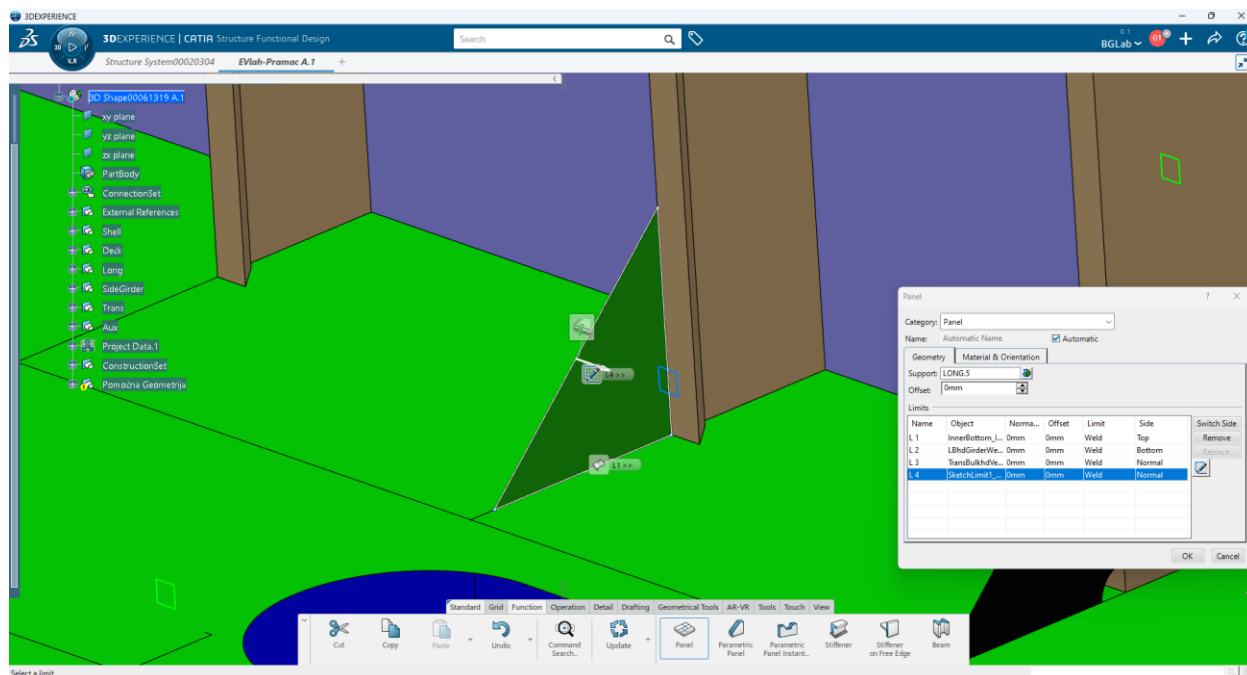 3DEXPERIENCE
3DEXPERIENCE | CATIA Structure Functional Design
Search
BGLab
Structure System00020304
EVlah-Pramac A.1
3D Shape00061319 A.1
xy plane
yz plane
zx plane
PartBody
ConnectionSet
External References
Shell
Deck
Long
SideGirder
Trans
Aux
Project Data.1
ConstructionSet
Pomoćna Geometrija
L4 >>
L1 >>
Panel
Category: Panel
Name: Automatic Name Automatic
Geometry Material & Orientation
Support: LONG.5
Offset: 0mm
Limits
Name Object Norma... Offset Limit Side
L 1 InnerBottom_l... 0mm 0mm Weld Top
L 2 LBhdGirderWe... 0mm 0mm Weld Bottom
L 3 TransBulkhdVe... 0mm 0mm Weld Normal
L 4 SketchLimit1_... 0mm 0mm Weld Normal
Switch Side
Remove
Replace
OK Cancel
Standard Grid Function Operation Detail Drafting Geometrical Tools AR-VR Tools Touch View
Cut Copy Paste Undo Command Search... Update Panel Parametric Panel Parametric Panel Instant... Stiffener Stiffener on Free Edge Beam
Select a limit